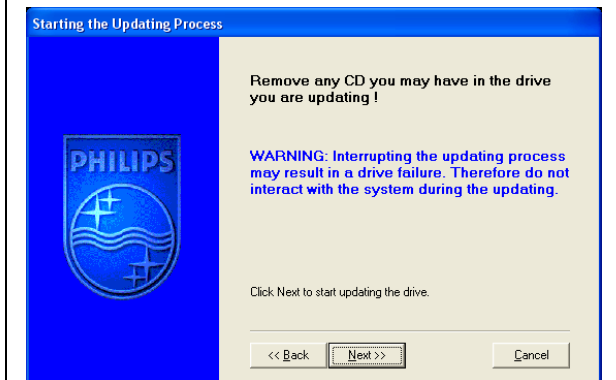 Starting the Updating Process
Remove any CD you may have in the drive
you are updating !
PHILIPS
WARNING: Interrupting the updating process
may result in a drive failure. Therefore do not
interact with the system during the updating.
Click Next to start updating the drive.
<< Back
Next >>
Cancel